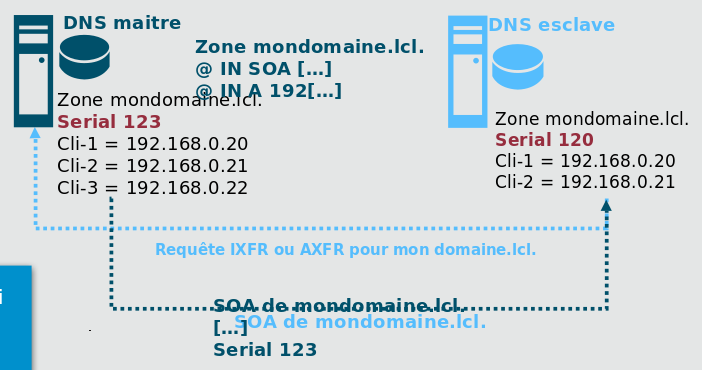 DNS maitre
Zone mondomaine.lcl.
@ IN SOA […]
@ IN A 192[…]
DNS esclave
Zone mondomaine.lcl.
Serial 123
Cli-1 = 192.168.0.20
Cli-2 = 192.168.0.21
Cli-3 = 192.168.0.22
Zone mondomaine.lcl.
Serial 120
Cli-1 = 192.168.0.20
Cli-2 = 192.168.0.21
Requête IXFR ou AXFR pour mon domaine.lcl.
i
SOA de mondomaine.lcl.
[…]
SOA de mondomaine.lcl.
Serial 123
.